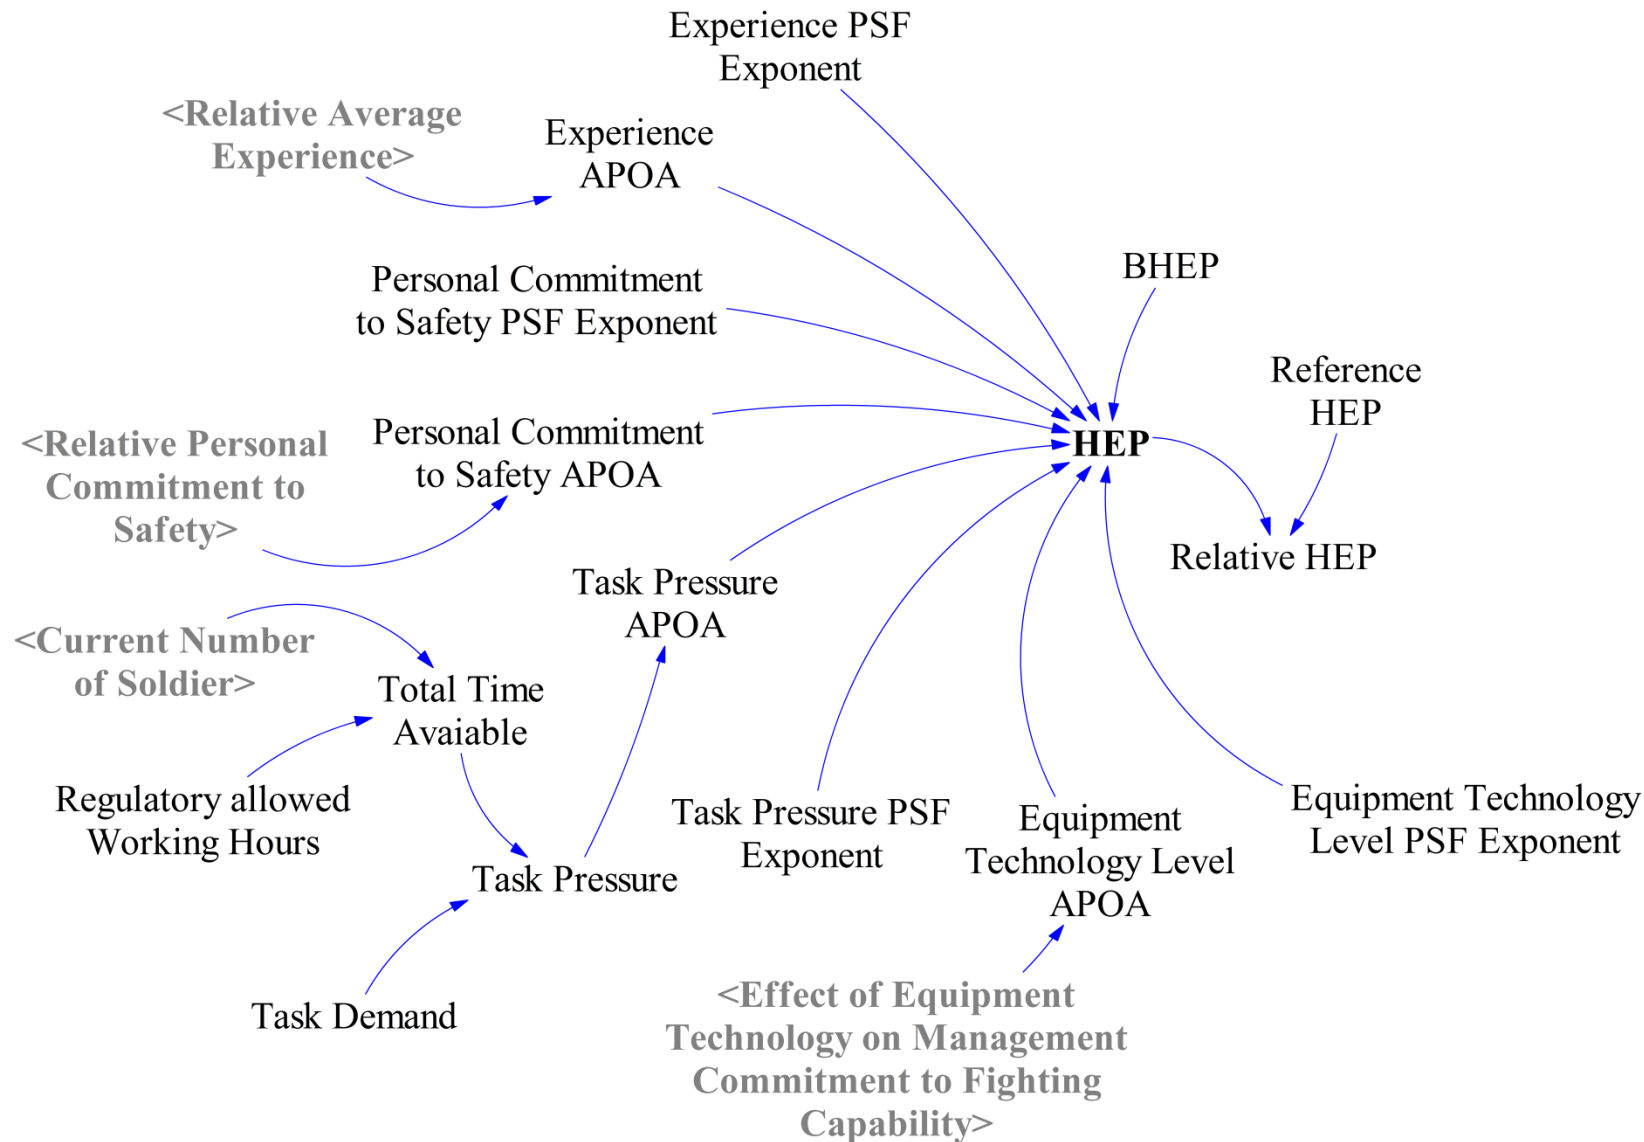 Experience PSF
Exponent
<Relative Average
Experience>
Experience
APOA
Personal Commitment
to Safety PSF Exponent
BHEP
Reference
HEP
<Relative Personal
Commitment to
Safety>
Personal Commitment
to Safety APOA
HEP
Relative HEP
Task Pressure
APOA
<Current Number
of Soldier>
Total Time
Avaiable
Regulatory allowed
Working Hours
Task Pressure PSF
Exponent
Equipment
Technology Level
APOA
Equipment Technology
Level PSF Exponent
Task Pressure
Task Demand
<Effect of Equipment
Technology on Management
Commitment to Fighting
Capability>